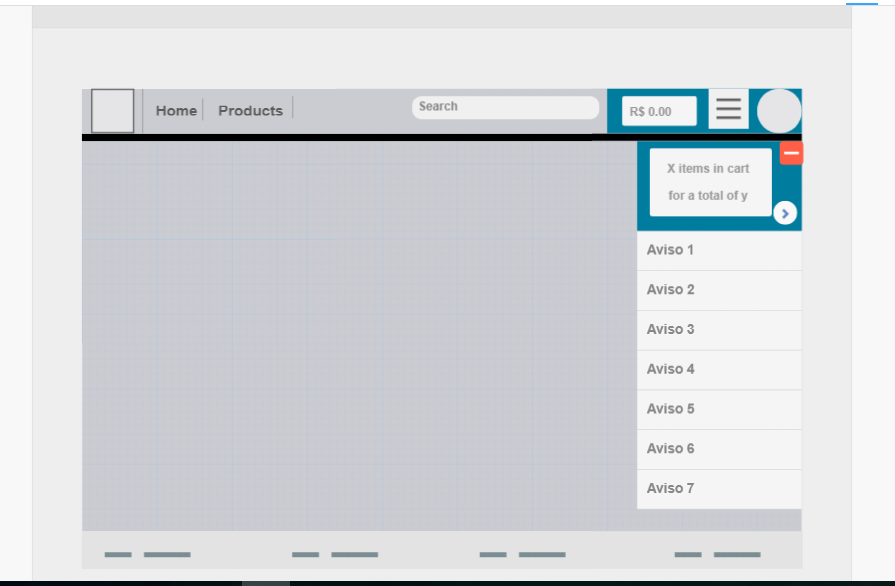 Home
Products
Search
R$ 0.00
X items in cart
for a total of y
Aviso 1
Aviso 2
Aviso 3
Aviso 4
Aviso 5
Aviso 6
Aviso 7